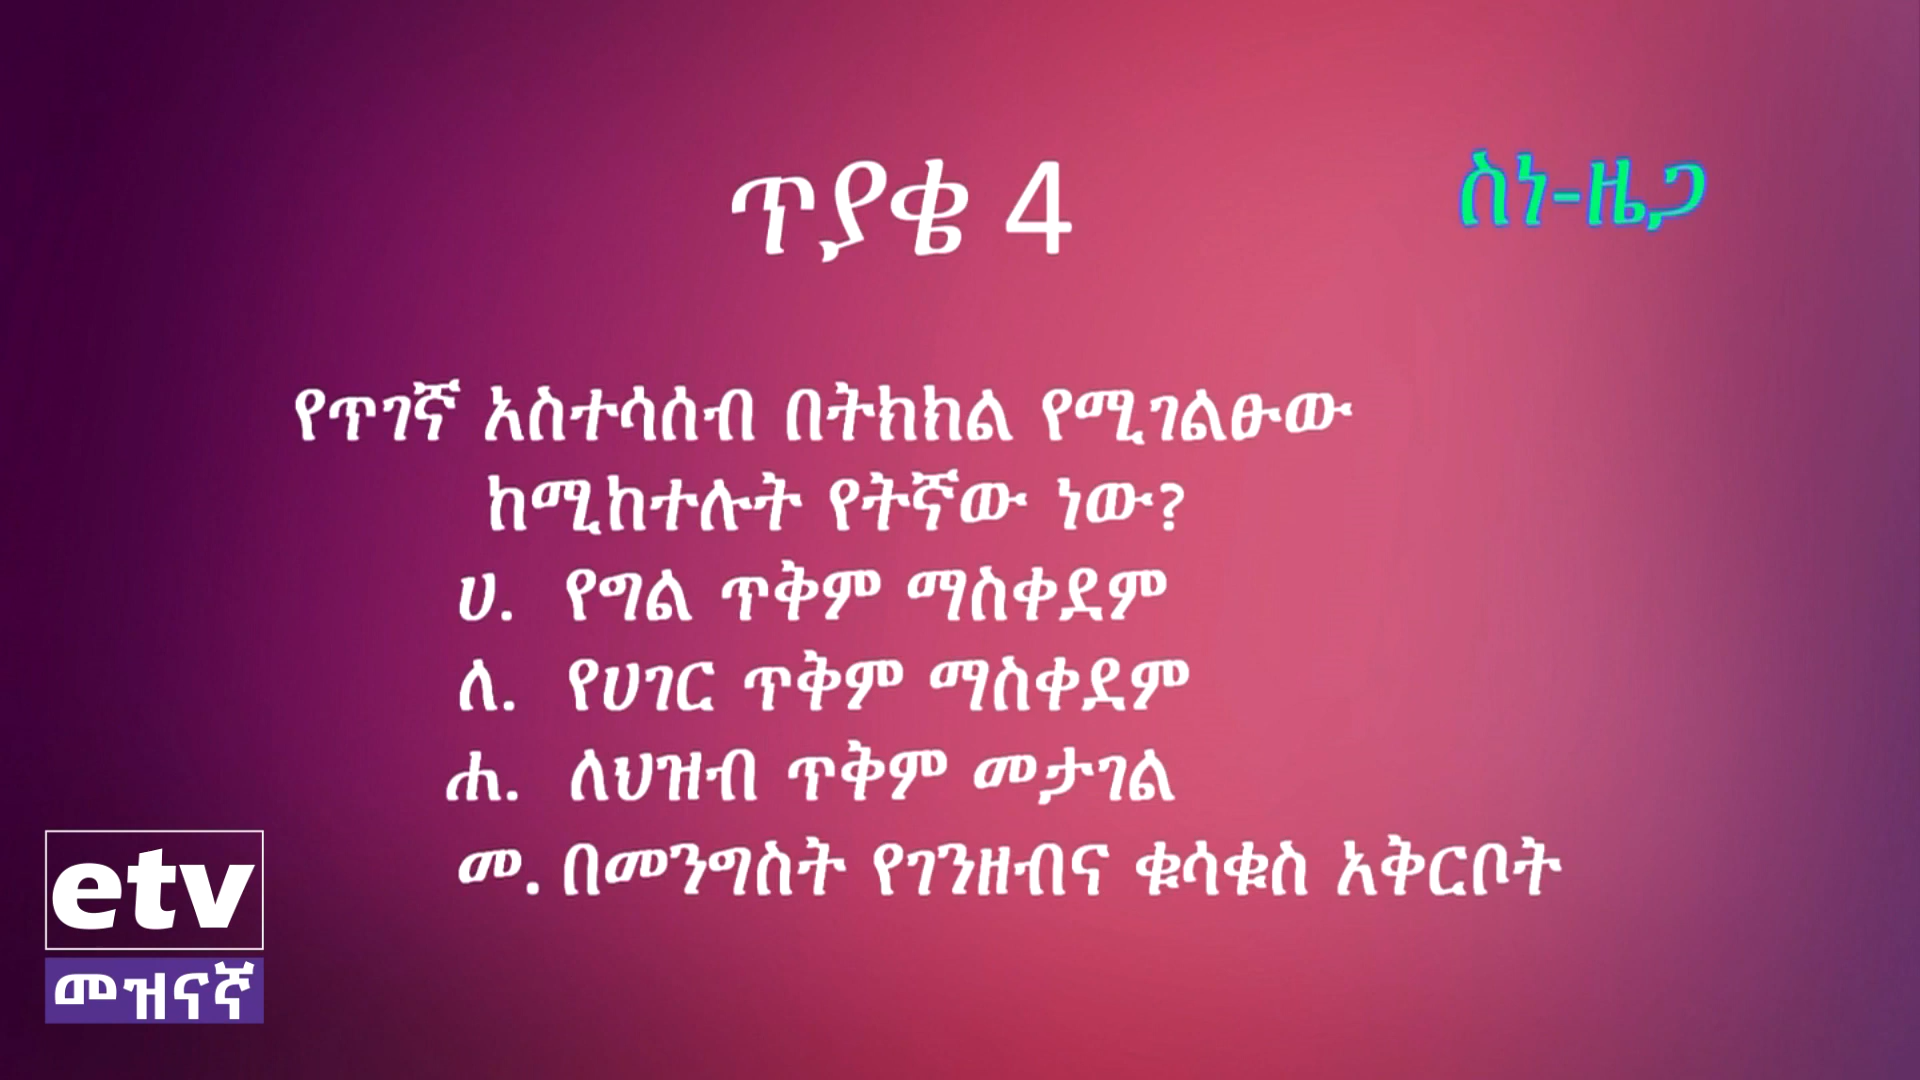 ጥያቄ 4
ስነ-ዜጋ
የጥገኛ አስተሳሰብ በትክክል የሚገልፁው
ከሚከተሉት የትኛው ነው?
ሀ. የግል ጥቅም ማስቀደም
ለ. የሀገር ጥቅም ማስቀደም
ሐ. ለህዝብ ጥቅም መታገል
መ. በመንግስት የገንዘብና ቁሳቁስ አቅርቦት
etv
መዝናኛ